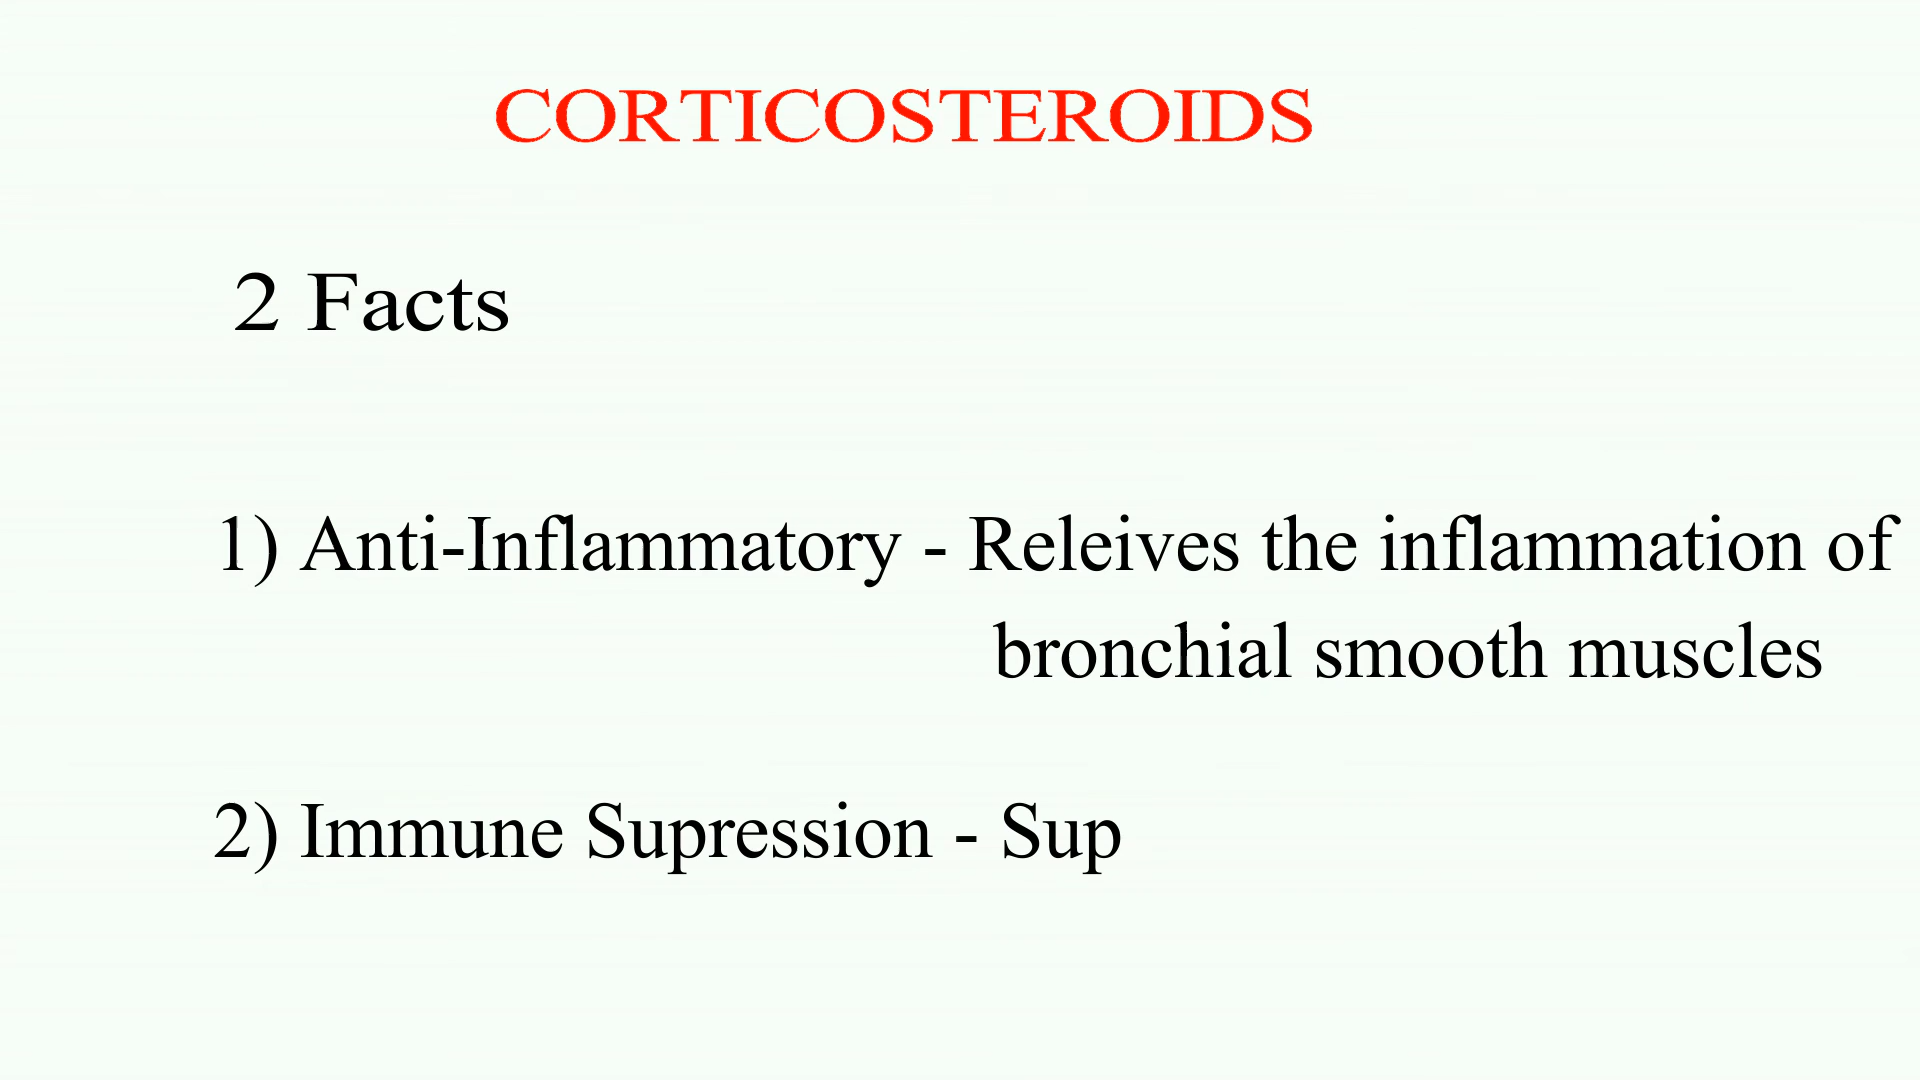 CORTICOSTEROIDS
2 Facts
1) Anti-Inflammatory - Releives the inflammation of
bronchial smooth muscles
2) Immune Supression - Sup